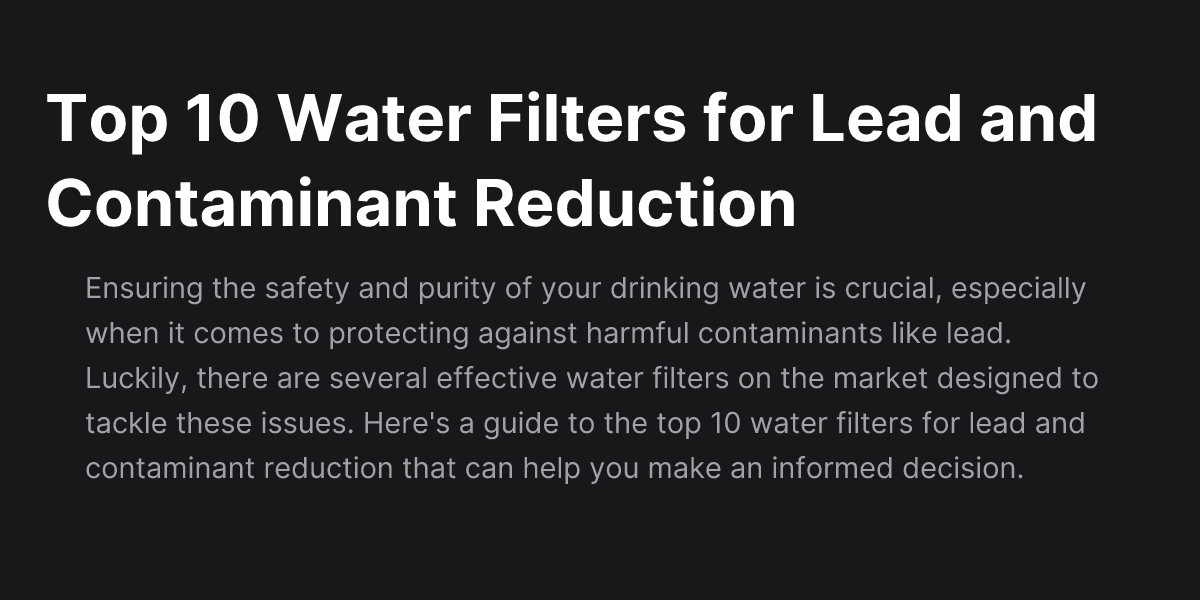 Top 10 Water Filters for Lead and
Contaminant Reduction
Ensuring the safety and purity of your drinking water is crucial, especially
when it comes to protecting against harmful contaminants like lead.
Luckily, there are several effective water filters on the market designed to
tackle these issues. Here's a guide to the top 10 water filters for lead and
contaminant reduction that can help you make an informed decision.